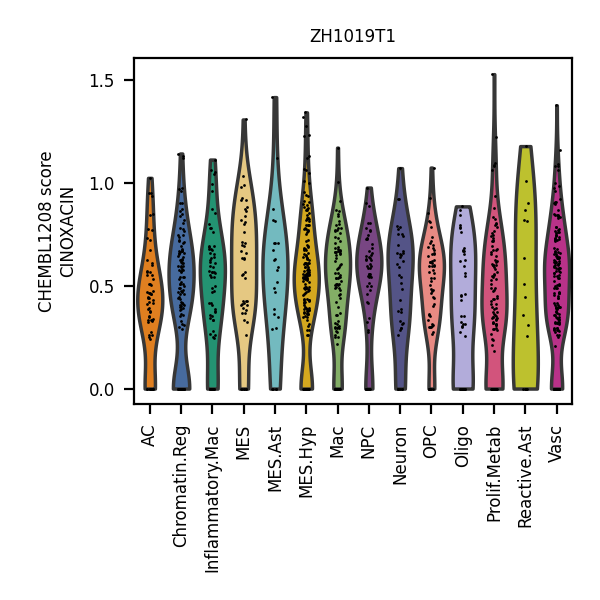 ZH1019T1
CHEMBL1208 score
CINOXACIN
1.5
1.0
0.5
0.0
AC
Chromatin.Reg
Inflammatory.Mac
MES
MES.Ast
MES.Hyp
Mac
NPC
Neuron
OPC
Oligo
Prolif.Metab
Reactive.Ast
Vasc